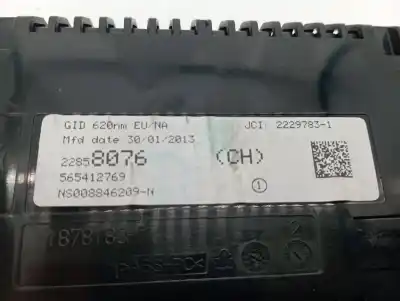 GID 620nm EU/NA JCI 2229783-1
Mfd date 30/01/2013
22858076 (CH)
565412769
NS008846209-N
1